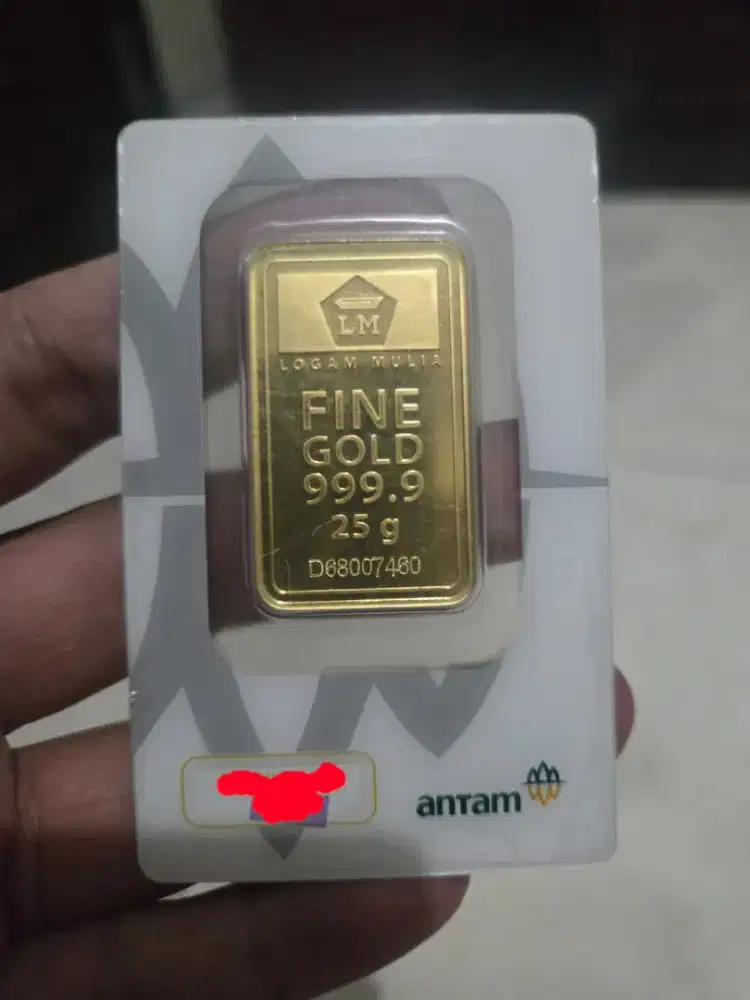 LM
LOGAM MULIA
FINE
GOLD
999.9
25 g
D68007460
antam